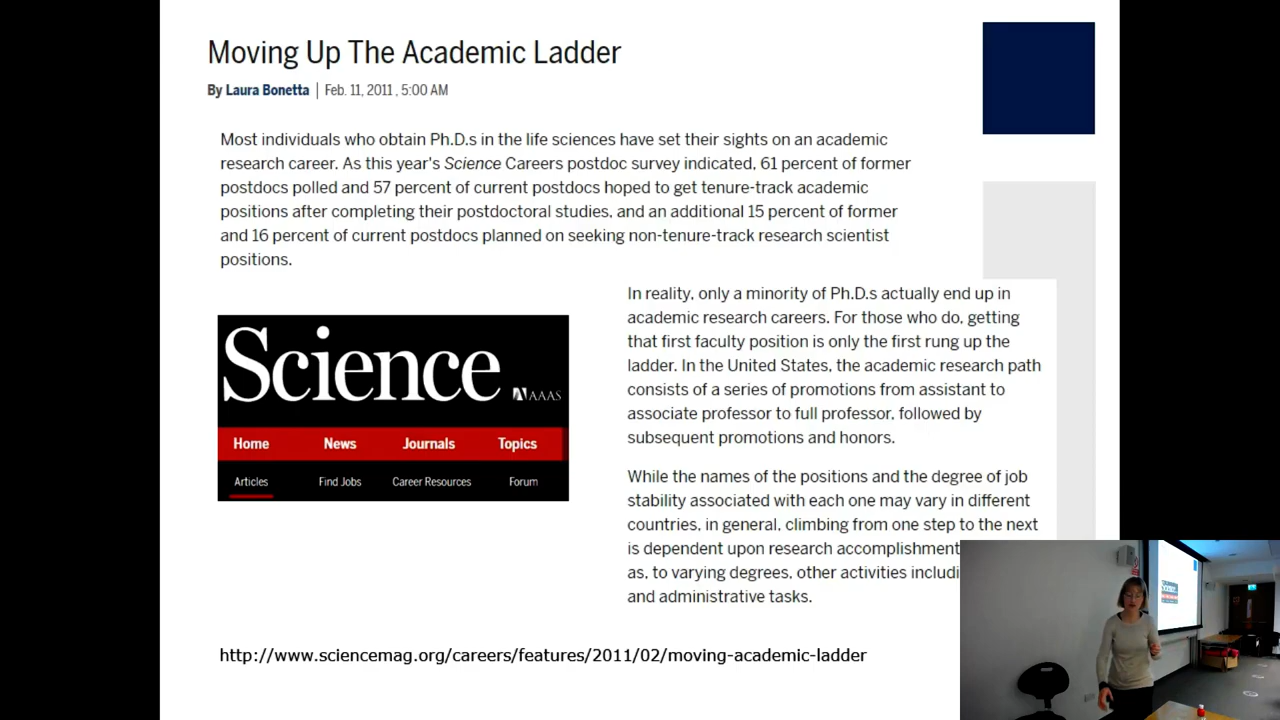 Moving Up The Academic Ladder
By Laura Bonetta | Feb. 11, 2011 , 5:00 AM
Most individuals who obtain Ph.D.s in the life sciences have set their sights on an academic
research career. As this year's Science Careers postdoc survey indicated, 61 percent of former
postdocs polled and 57 percent of current postdocs hoped to get tenure-track academic
positions after completing their postdoctoral studies, and an additional 15 percent of former
and 16 percent of current postdocs planned on seeking non-tenure-track research scientist
positions.
In reality, only a minority of Ph.D.s actually end up in
academic research careers. For those who do, getting
that first faculty position is only the first rung up the
ladder. In the United States, the academic research path
consists of a series of promotions from assistant to
associate professor to full professor, followed by
subsequent promotions and honors.
While the names of the positions and the degree of job
stability associated with each one may vary in different
countries, in general, climbing from one step to the next
is dependent upon research accomplishment
as, to varying degrees, other activities includi
and administrative tasks.
Science AAAS
Home News Journals Topics
Articles Find Jobs Career Resources Forum
http://www.sciencemag.org/careers/features/2011/02/moving-academic-ladder